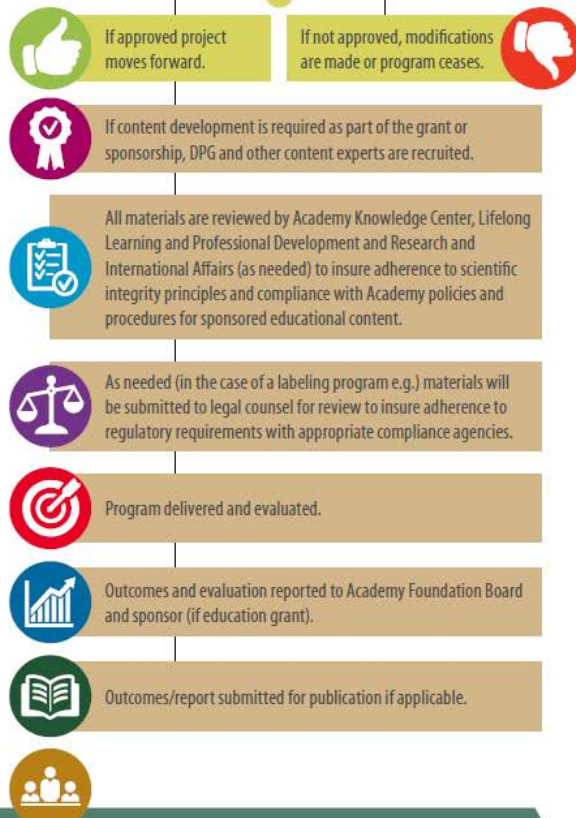 If approved project
moves forward.
If not approved, modifications
are made or program ceases.
If content development is required as part of the grant or
sponsorship, DPG and other content experts are recruited.
All materials are reviewed by Academy Knowledge Center, Lifelong
Learning and Professional Development and Research and
International Affairs (as needed) to insure adherence to scientific
integrity principles and compliance with Academy policies and
procedures for sponsored educational content.
As needed (in the case of a labeling program e.g.) materials will
be submitted to legal counsel for review to insure adherence to
regulatory requirements with appropriate compliance agencies.
Program delivered and evaluated.
Outcomes and evaluation reported to Academy Foundation Board
and sponsor (if education grant).
Outcomes/report submitted for publication if applicable.